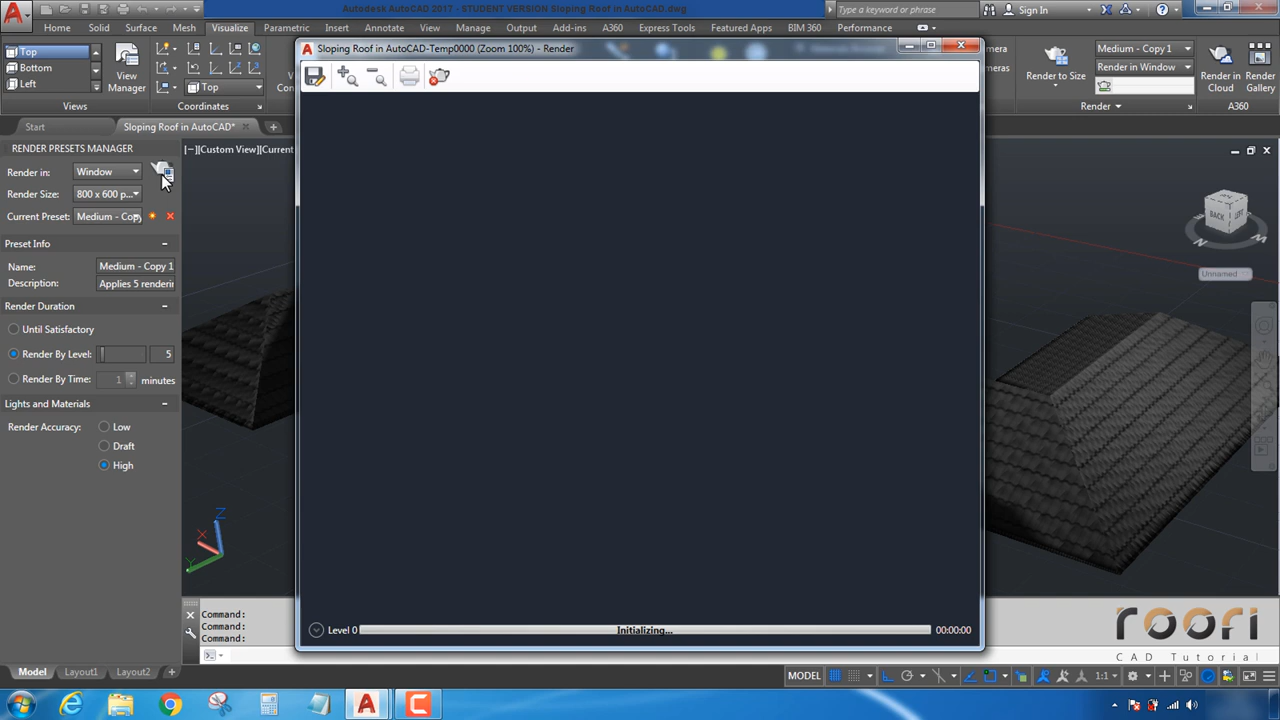 Autodesk AutoCAD 2017 - STUDENT VERSION Sloping Roof in AutoCAD.dwg
Type a keyword or phrase
Sign In
Home Solid Surface Mesh Visualize Parametric Insert Annotate View Manage Output Add-ins A360 Express Tools Featured Apps BIM 360 Performance
Top
Bottom
Left
Views
View
Manager
Top
Coordinates
Sloping Roof in AutoCAD-Temp0000 (Zoom 100%) - Render
Render to Size
Medium - Copy 1
Render in Window
Render
Render in
Cloud
Render
Gallery
A360
Start
Sloping Roof in AutoCAD*
[−][Custom View][Current
RENDER PRESETS MANAGER
Render in: Window
Render Size: 800 x 600 p...
Current Preset: Medium - Cop
Preset Info
Name: Medium - Copy 1
Description: Applies 5 renderin
Render Duration
Until Satisfactory
Render By Level: 5
Render By Time: 1 minutes
Lights and Materials
Render Accuracy: Low
Draft
High
BACK
LEFT
N
Unnamed
Z
X
Y
Level 0 Initializing... 00:00:00
Command:
Command:
Command:
roofi
CAD Tutorial
Model Layout1 Layout2
MODEL
1:1